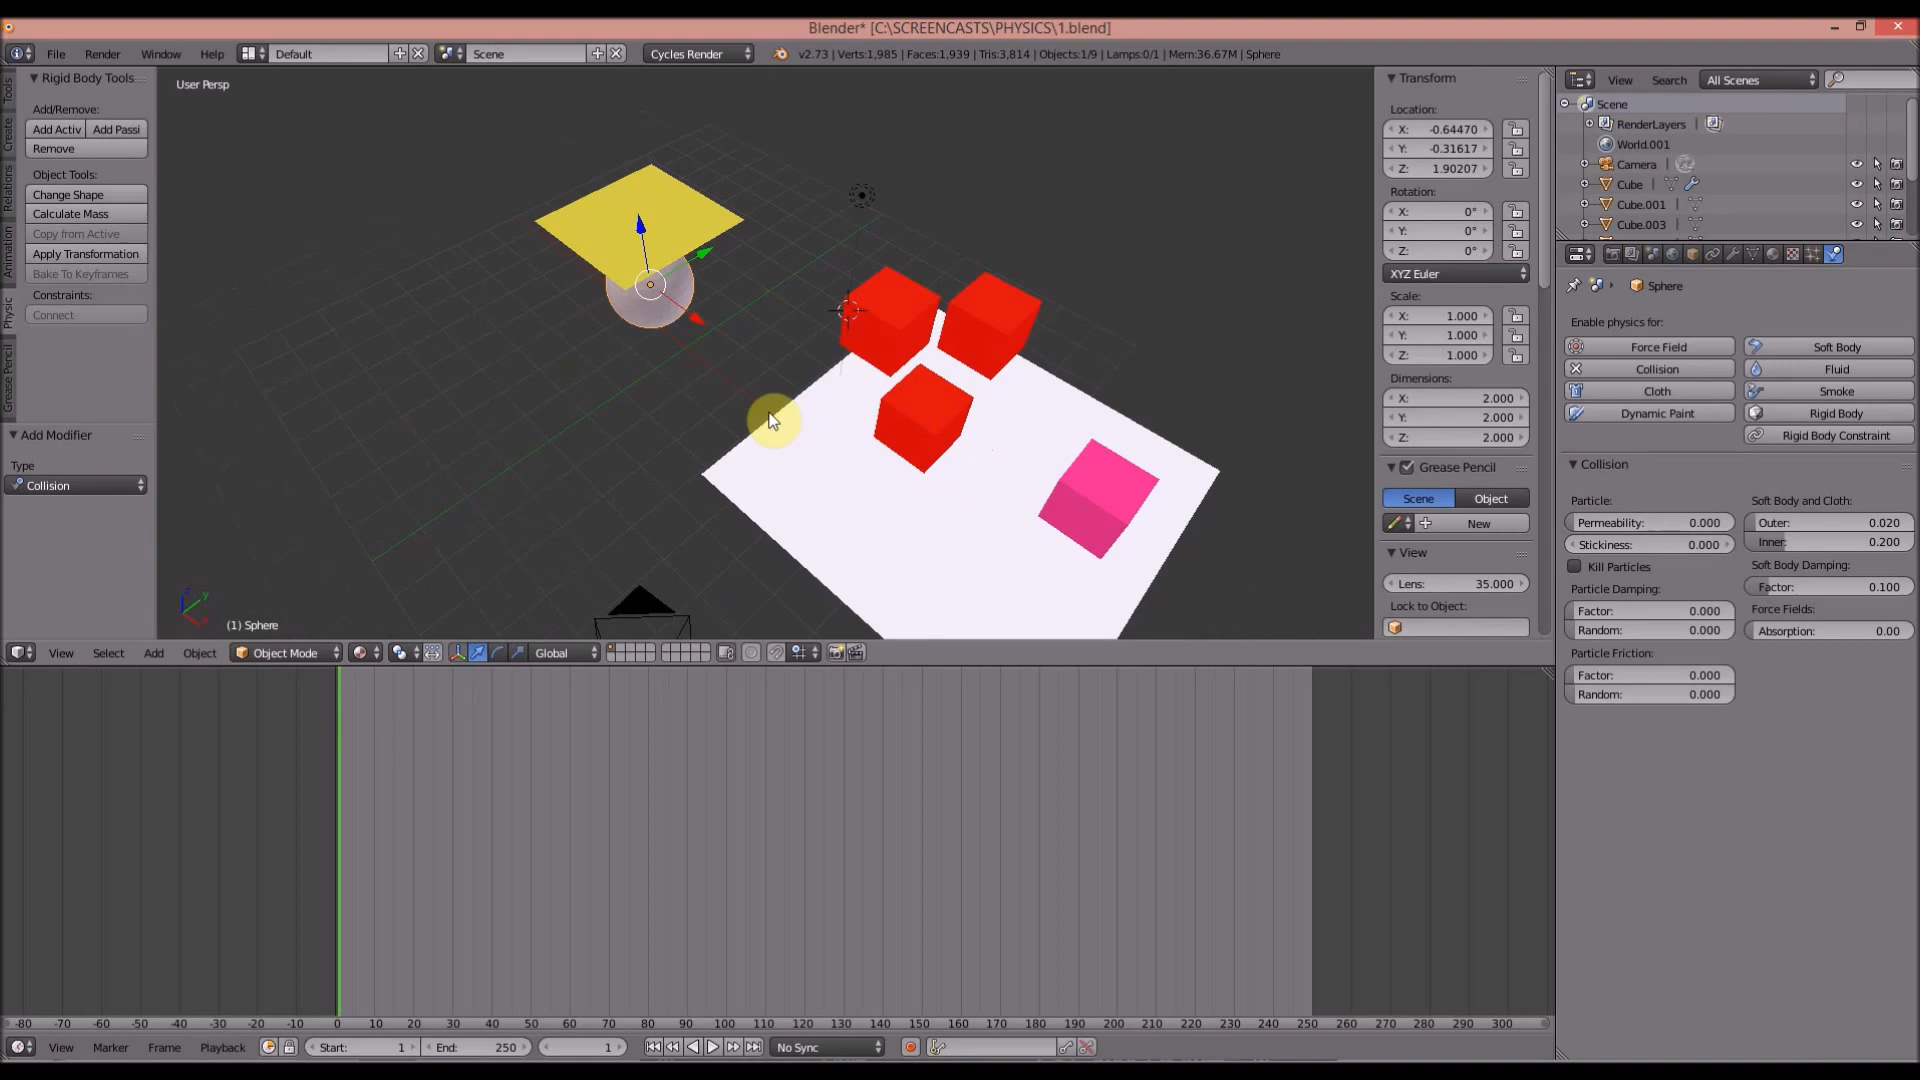 Blender* [C:\SCREENCASTS\PHYSICS\1.blend]
File Render Window Help Default Scene Cycles Render v2.73 | Verts:1,985 | Faces:1,939 | Tris:3,814 | Objects:1/9 | Lamps:0/1 | Mem:36.67M | Sphere
Tools
Create
Relations
Animation
Physic
Grease Pencil
Rigid Body Tools
Add/Remove:
Add Activ Add Passi
Remove
Object Tools:
Change Shape
Calculate Mass
Copy from Active
Apply Transformation
Bake To Keyframes
Constraints:
Connect
Add Modifier
Type
Collision
User Persp
z
y
x
(1) Sphere
Transform
Location:
X: -0.64470
Y: -0.31617
Z: 1.90207
Rotation:
X: 0°
Y: 0°
Z: 0°
XYZ Euler
Scale:
X: 1.000
Y: 1.000
Z: 1.000
Dimensions:
X: 2.000
Y: 2.000
Z: 2.000
Grease Pencil
Scene Object
New
View
Lens: 35.000
Lock to Object:
View Search All Scenes
Scene
RenderLayers
World.001
Camera
Cube
Cube.001
Cube.003
Sphere
Enable physics for:
Force Field Soft Body
Collision Fluid
Cloth Smoke
Dynamic Paint Rigid Body
Rigid Body Constraint
Collision
Particle: Soft Body and Cloth:
Permeability: 0.000 Outer: 0.020
Stickiness: 0.000 Inner: 0.200
Kill Particles Soft Body Damping:
Particle Damping: Factor: 0.100
Factor: 0.000 Force Fields:
Random: 0.000 Absorption: 0.00
Particle Friction:
Factor: 0.000
Random: 0.000
View Select Add Object Object Mode Global
-80 -70 -60 -50 -40 -30 -20 -10 0 10 20 30 40 50 60 70 80 90 100 110 120 130 140 150 160 170 180 190 200 210 220 230 240 250 260 270 280 290 300
View Marker Frame Playback Start: 1 End: 250 1 No Sync